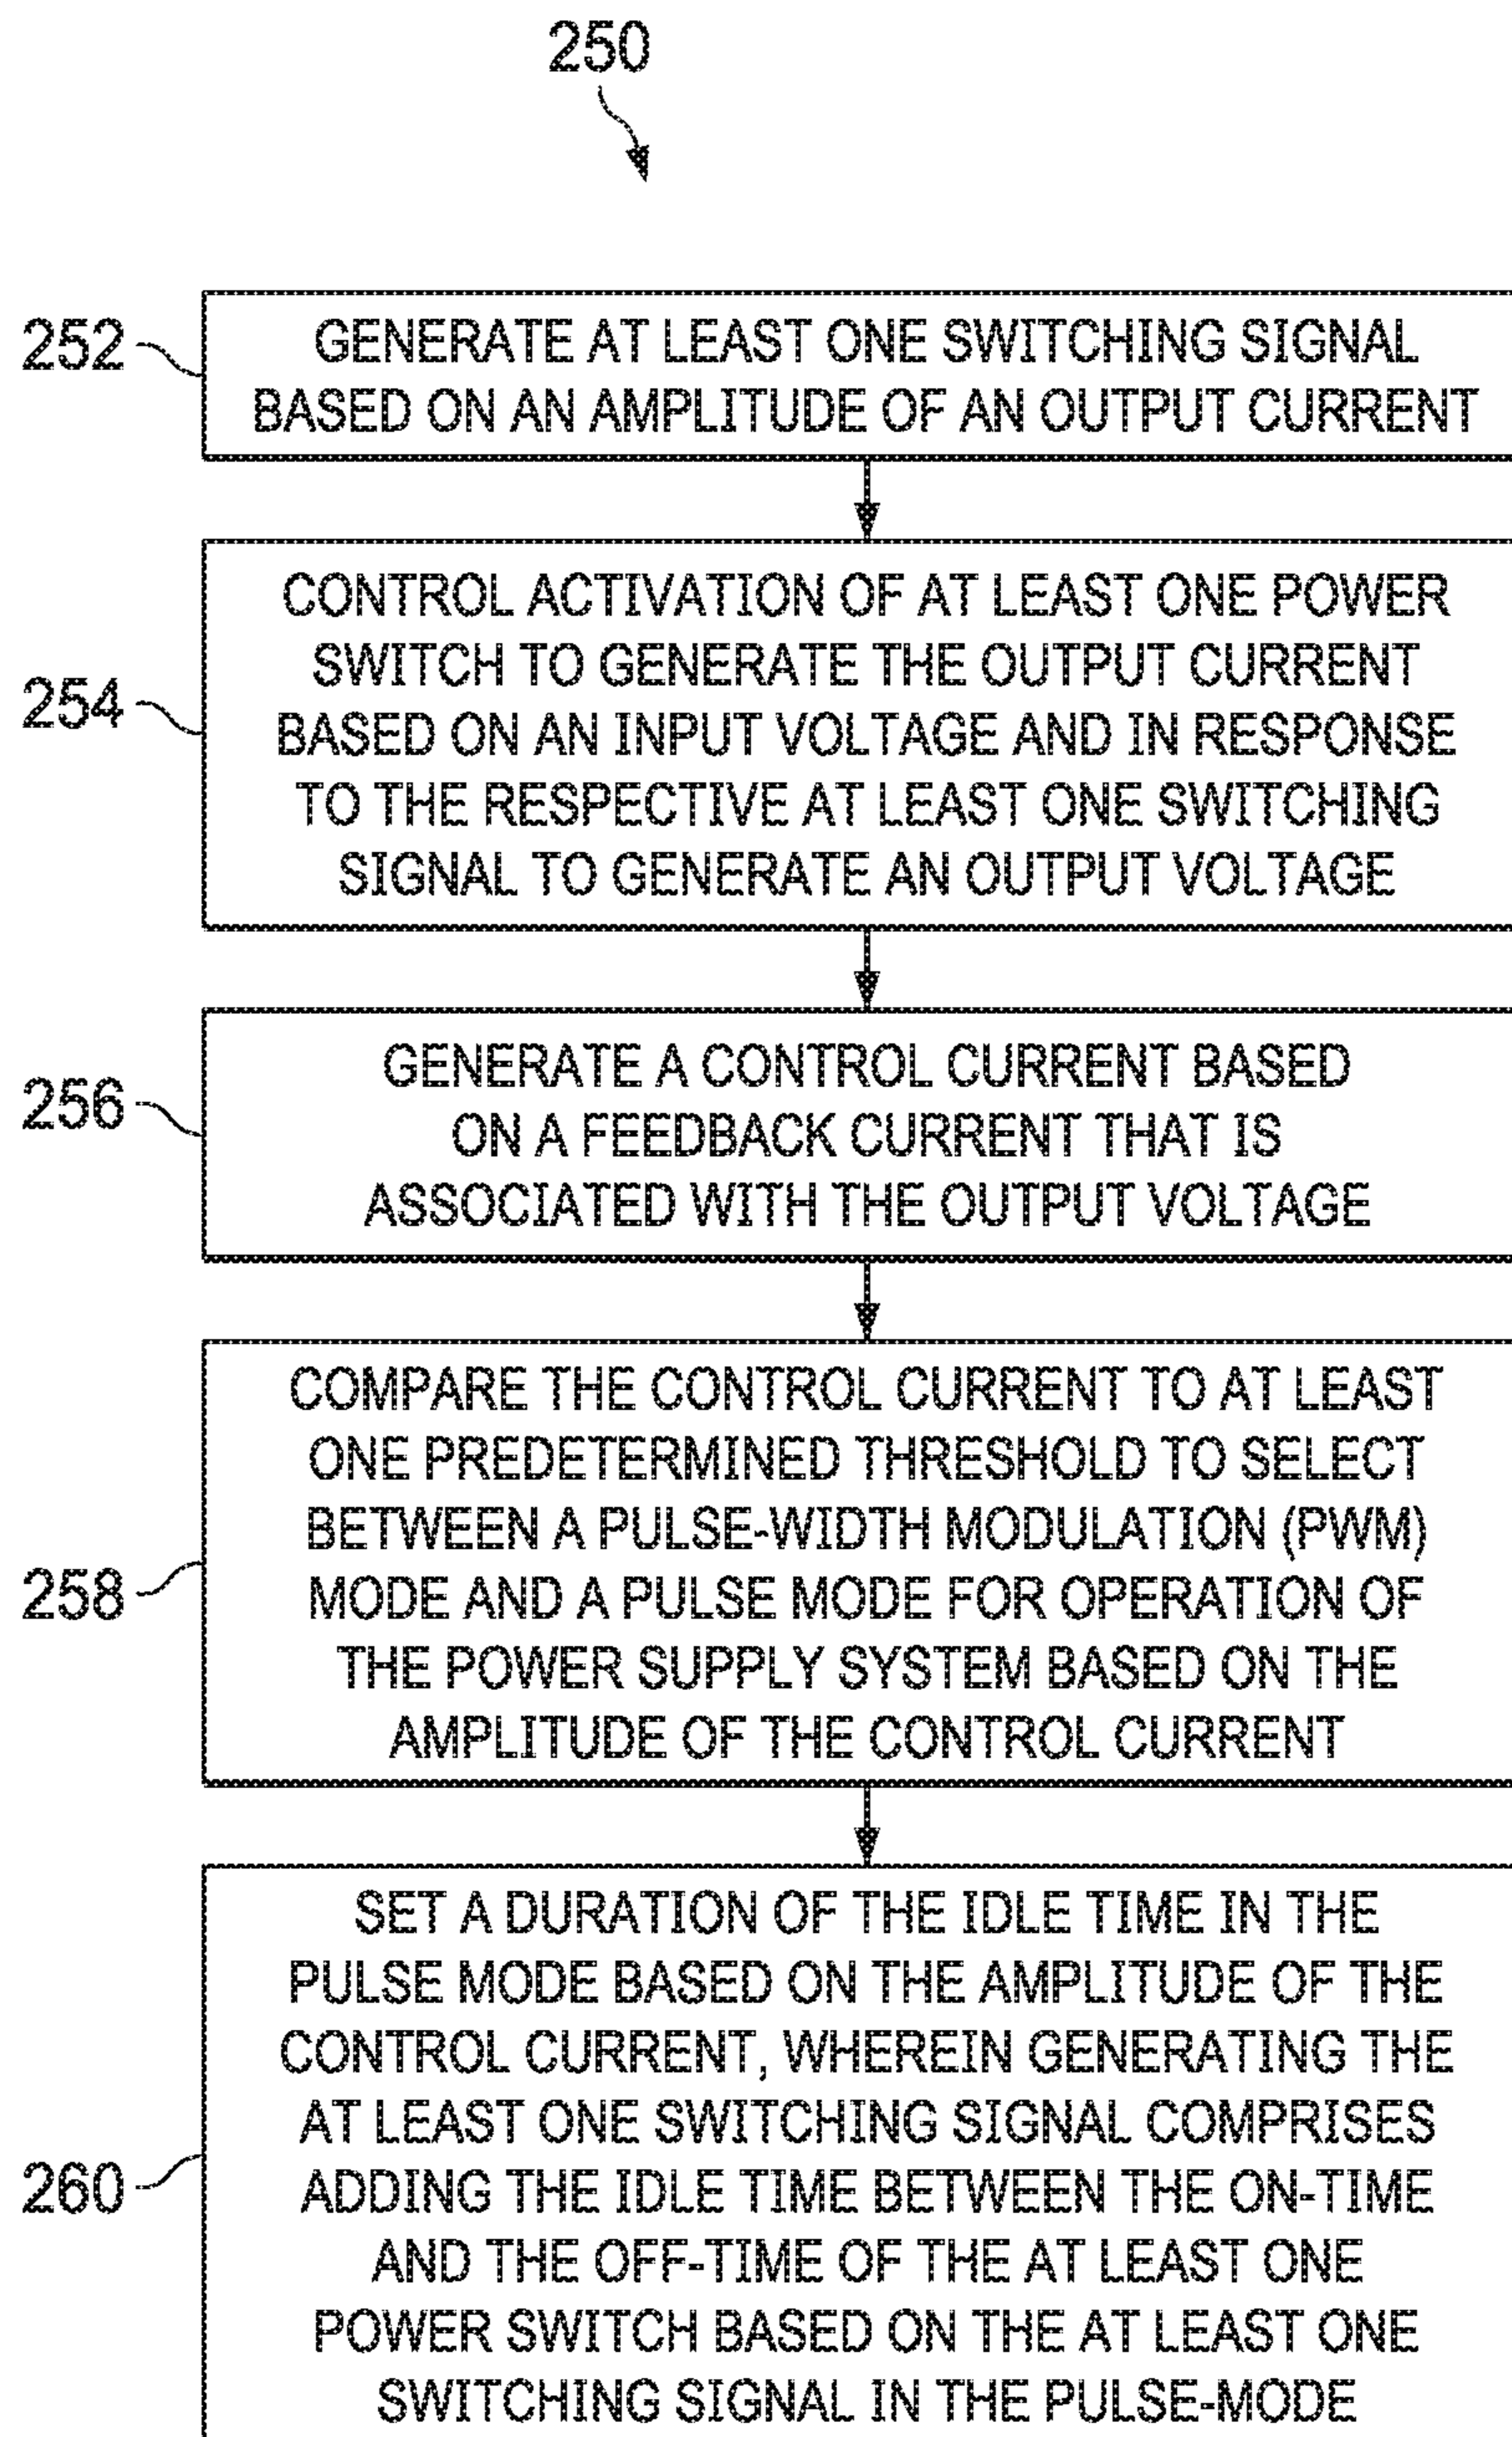 250
252
GENERATE AT LEAST ONE SWITCHING SIGNAL
BASED ON AN AMPLITUDE OF AN OUTPUT CURRENT
254
CONTROL ACTIVATION OF AT LEAST ONE POWER
SWITCH TO GENERATE THE OUTPUT CURRENT
BASED ON AN INPUT VOLTAGE AND IN RESPONSE
TO THE RESPECTIVE AT LEAST ONE SWITCHING
SIGNAL TO GENERATE AN OUTPUT VOLTAGE
256
GENERATE A CONTROL CURRENT BASED
ON A FEEDBACK CURRENT THAT IS
ASSOCIATED WITH THE OUTPUT VOLTAGE
258
COMPARE THE CONTROL CURRENT TO AT LEAST
ONE PREDETERMINED THRESHOLD TO SELECT
BETWEEN A PULSE-WIDTH MODULATION (PWM)
MODE AND A PULSE MODE FOR OPERATION OF
THE POWER SUPPLY SYSTEM BASED ON THE
AMPLITUDE OF THE CONTROL CURRENT
260
SET A DURATION OF THE IDLE TIME IN THE
PULSE MODE BASED ON THE AMPLITUDE OF THE
CONTROL CURRENT, WHEREIN GENERATING THE
AT LEAST ONE SWITCHING SIGNAL COMPRISES
ADDING THE IDLE TIME BETWEEN THE ON-TIME
AND THE OFF-TIME OF THE AT LEAST ONE
POWER SWITCH BASED ON THE AT LEAST ONE
SWITCHING SIGNAL IN THE PULSE-MODE